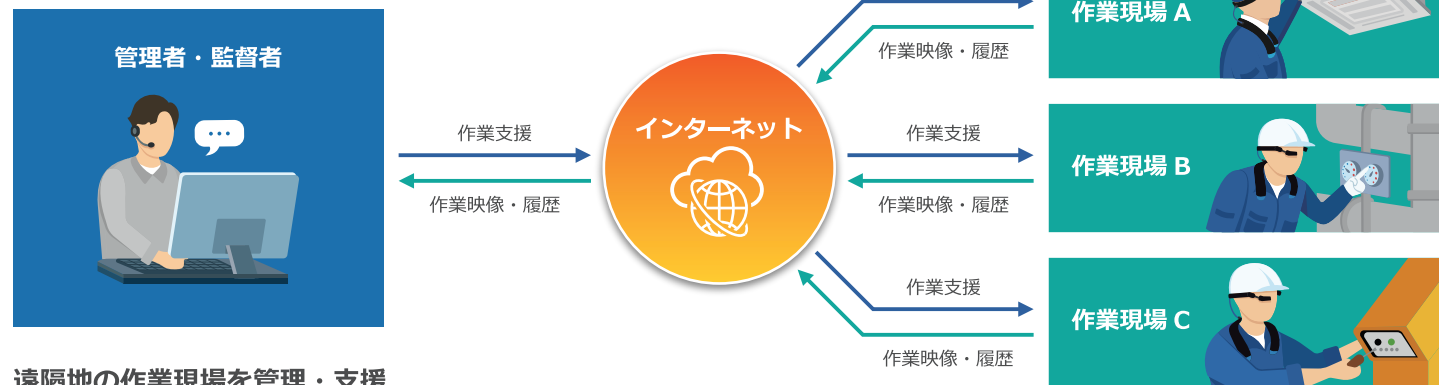 管理者・監督者
作業支援
作業映像・履歴
インターネット
作業映像・履歴
作業支援
作業映像・履歴
作業支援
作業映像・履歴
作業現場 A
作業現場 B
作業現場 C
遠隔地の作業現場を管理・支援